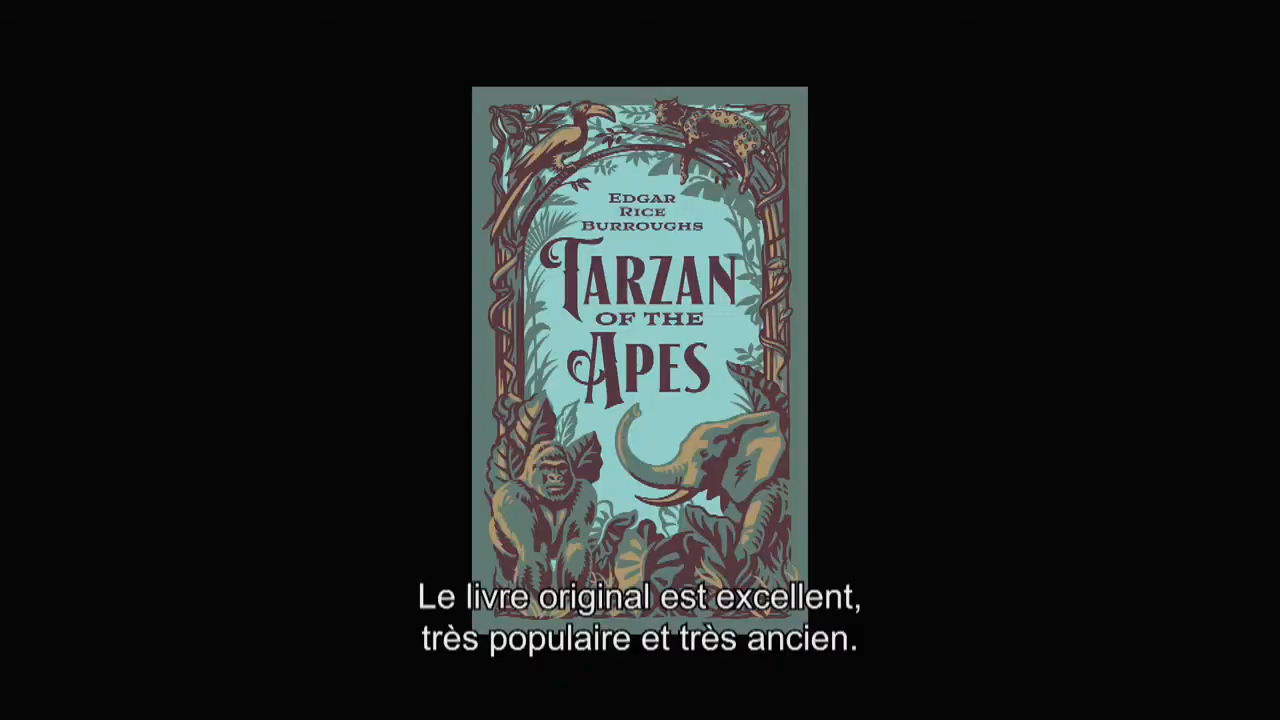 EDGAR
RICE
BURROUGHS
TARZAN
OF THE
APES
Le livre original est excellent,
très populaire et très ancien.